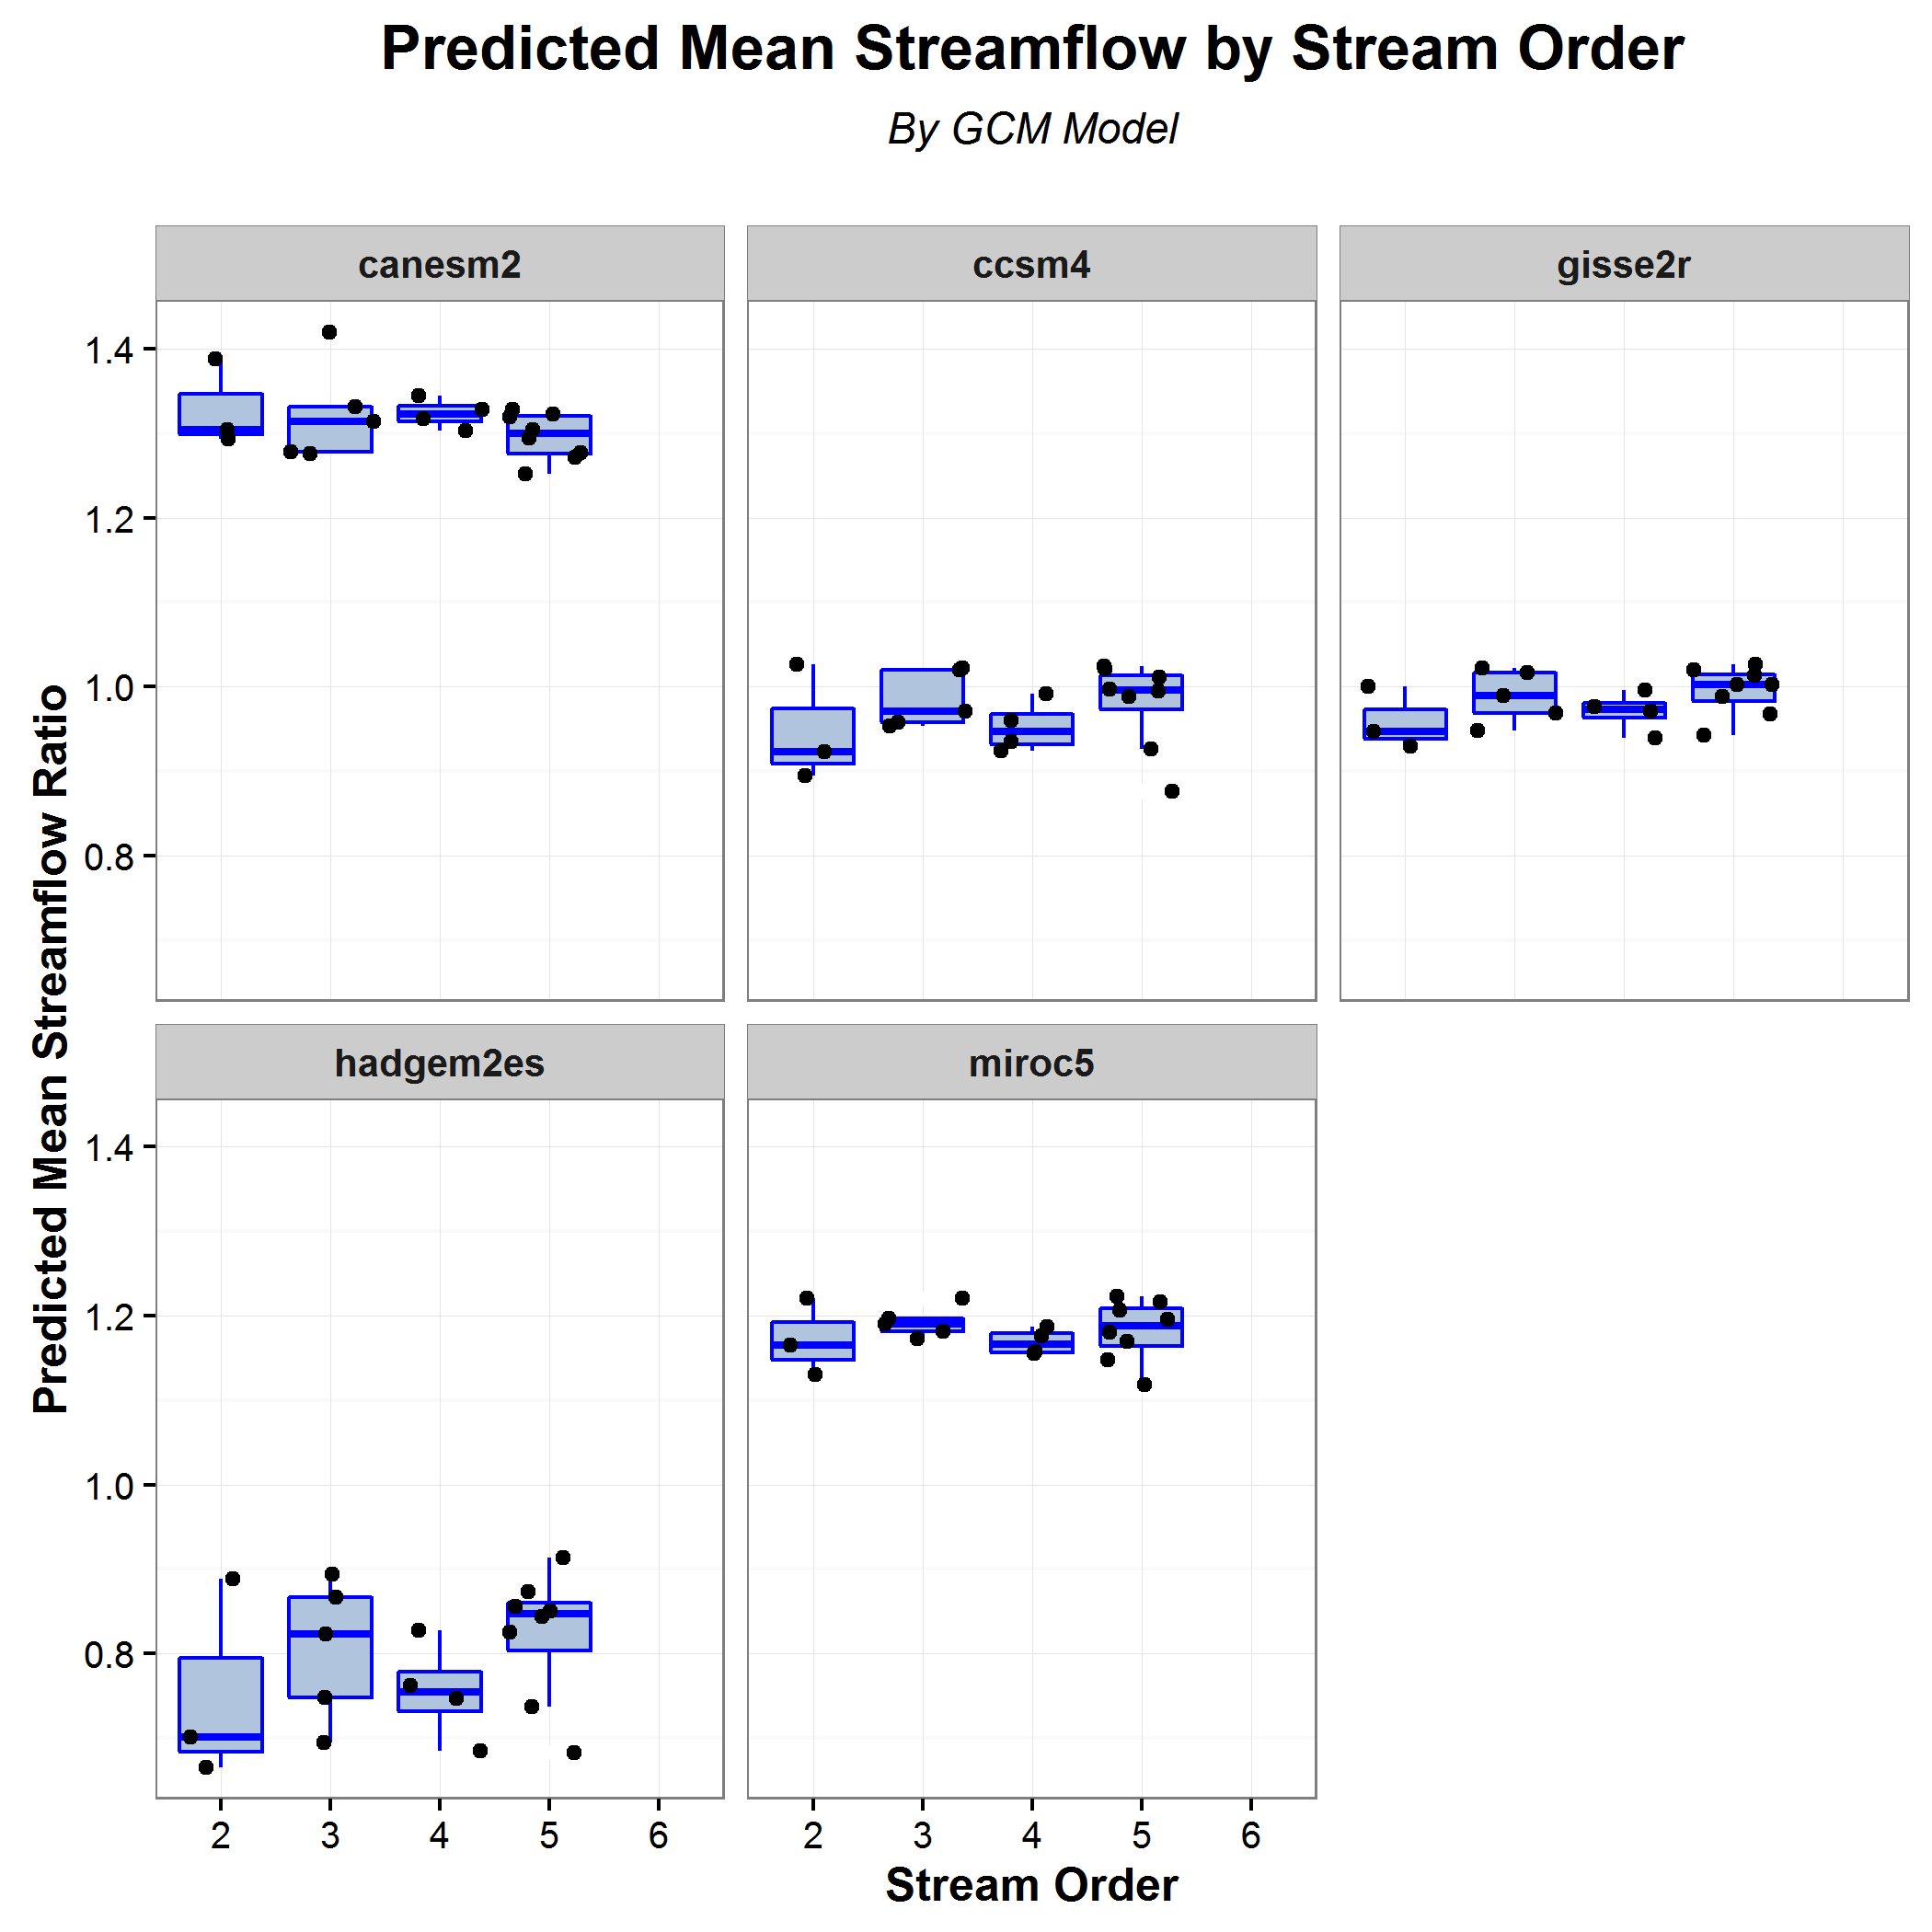 Predicted Mean Streamflow by Stream Order
By GCM Model
canesm2
ccsm4
gisse2r
1.4
1.2
1.0
0.8
Predicted Mean Streamflow Ratio
hadgem2es
miroc5
1.4
1.2
1.0
0.8
2 3 4 5 6
2 3 4 5 6
Stream Order